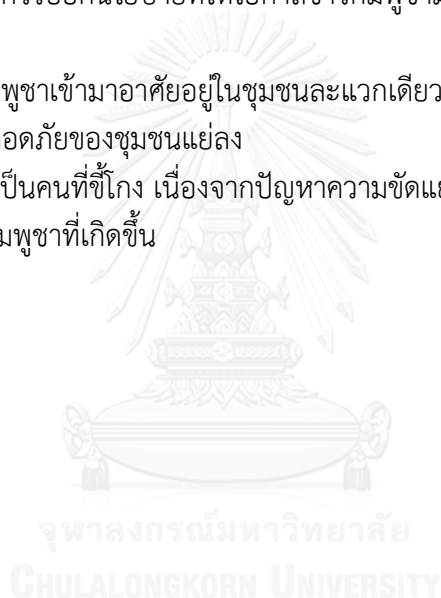 พูชาเข้ามาอาศัยอยู่ในชุมชนละแวกเดียว
อดภัยของชุมชนแย่ลง
เป็นคนที่ขี้โกง เนื่องจากปัญหาความขัดแ
มพูชาที่เกิดขึ้น
จุฬาลงกรณ์มหาวิทยาลัย
CHULALONGKORN UNIVERSITY